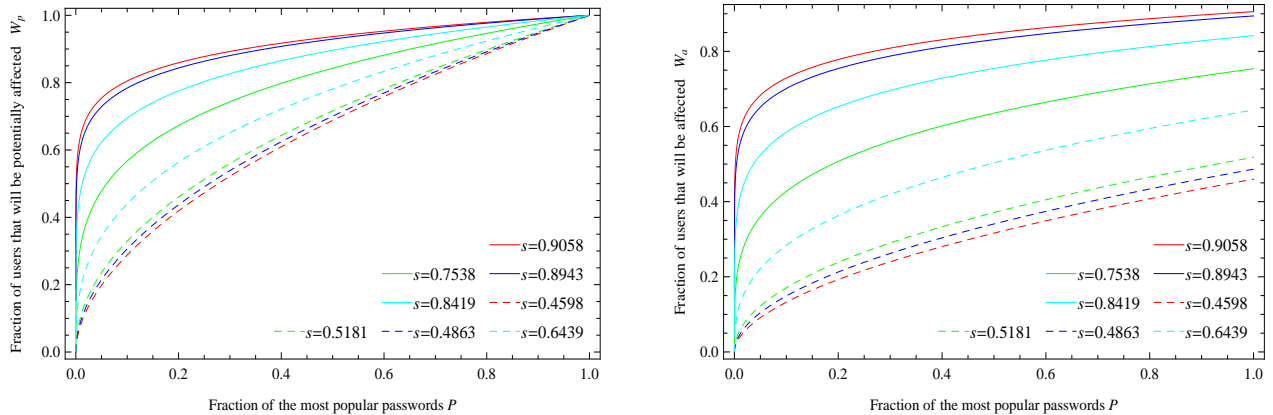 Fraction of users that will be potentially affected W_p
1.0
0.8
0.6
0.4
0.2
0.0
s=0.9058
s=0.7538 s=0.8943
s=0.8419 s=0.4598
s=0.5181 s=0.4863 s=0.6439
0.0 0.2 0.4 0.6 0.8 1.0
Fraction of the most popular passwords P
Fraction of users that will be affected W_a
0.8
0.6
0.4
0.2
0.0
s=0.9058
s=0.7538 s=0.8943
s=0.8419 s=0.4598
s=0.5181 s=0.4863 s=0.6439
0.0 0.2 0.4 0.6 0.8 1.0
Fraction of the most popular passwords P